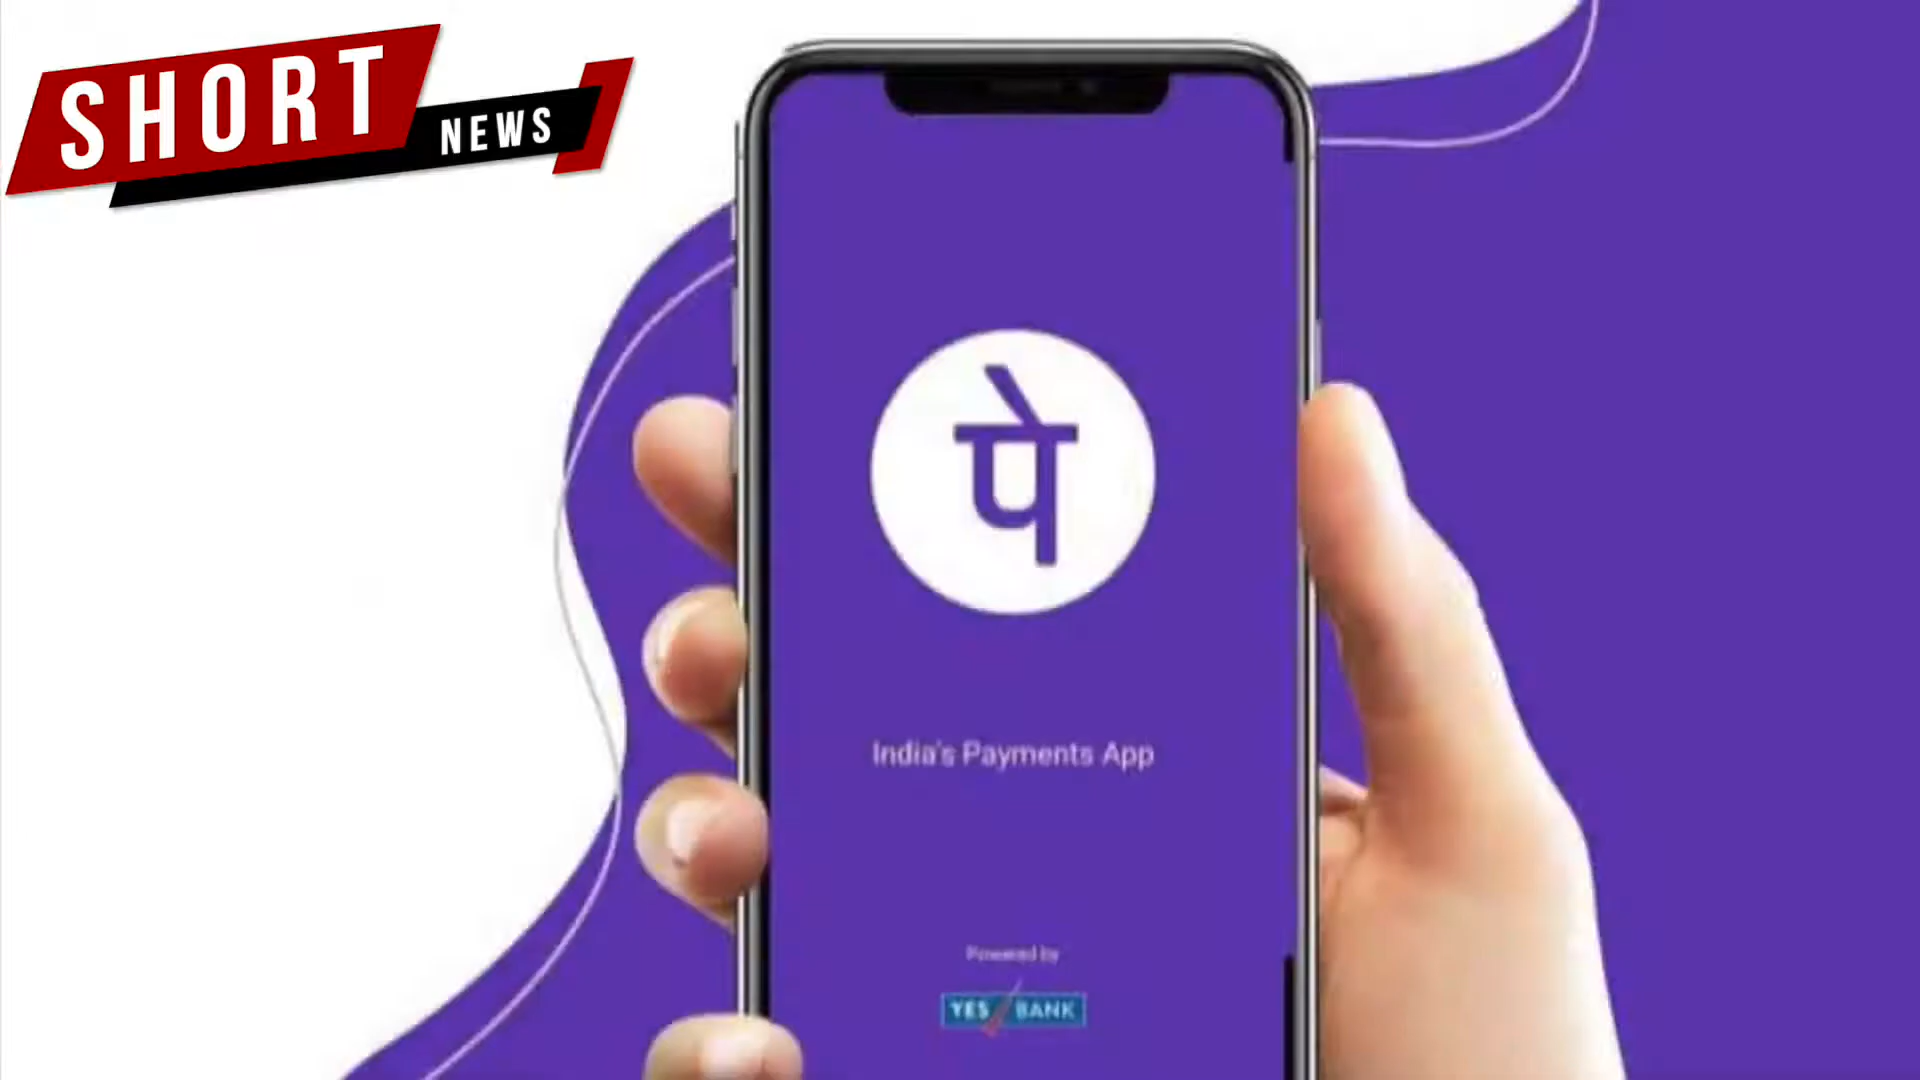 SHORT
NEWS
पे
India's Payments App
Powered by
YES BANK